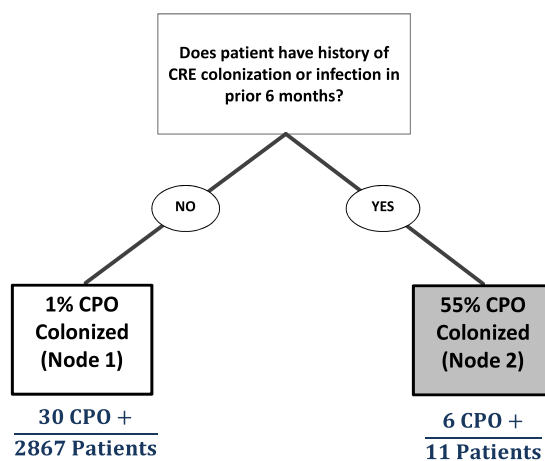 Does patient have history of
CRE colonization or infection in
prior 6 months?
NO
YES
1% CPO
Colonized
(Node 1)
55% CPO
Colonized
(Node 2)
30 CPO +
2867 Patients
6 CPO +
11 Patients